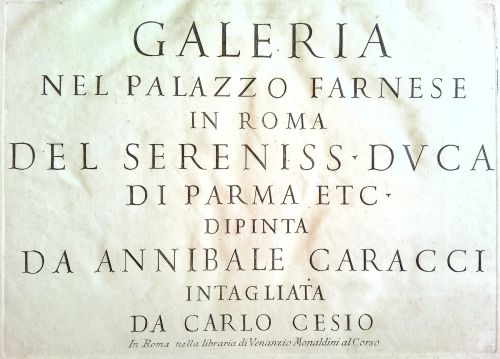 GALERIA
NEL PALAZZO FARNESE
IN ROMA
DEL SERENISS·DVCA
DI PARMA ETC·
DIPINTA
DA ANNIBALE CARACCI
INTAGLIATA
DA CARLO CESIO
In Roma nella libraria di Venanzio Monaldini al Corso